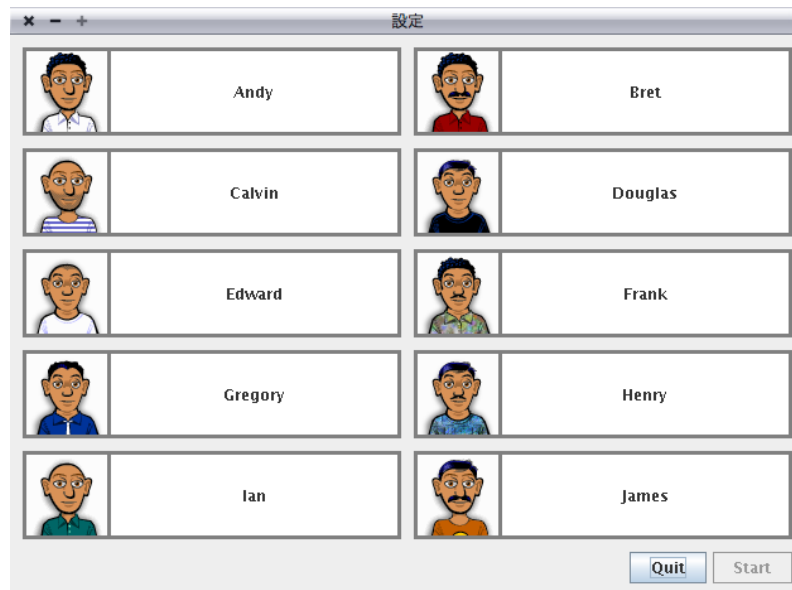 設定
Andy
Bret
Calvin
Douglas
Edward
Frank
Gregory
Henry
Ian
James
Quit
Start